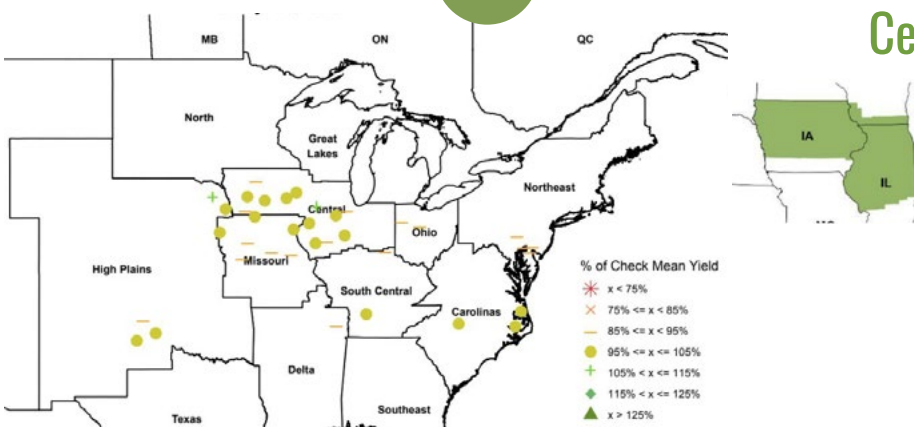 MB
ON
QC
Ce
North
Great
Lakes
IA
Northeast
IL
Central
Ohio
High Plains
Missouri
% of Check Mean Yield
x < 75%
South Central
75% <= x < 85%
Carolinas
85% <= x < 95%
95% <= x <= 105%
105% < x <= 115%
Delta
115% < x <= 125%
Texas
Southeast
x > 125%